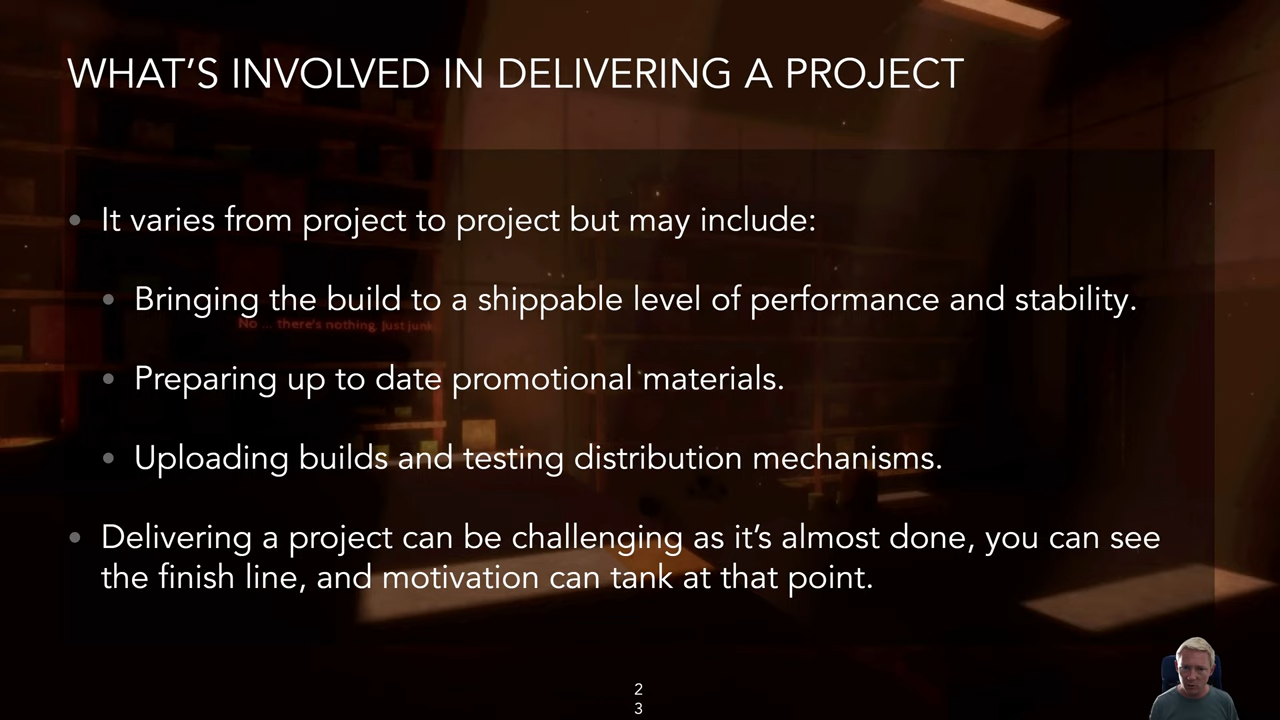 WHAT’S INVOLVED IN DELIVERING A PROJECT
• It varies from project to project but may include:
• Bringing the build to a shippable level of performance and stability.
No ... there's nothing. Just junk.
• Preparing up to date promotional materials.
• Uploading builds and testing distribution mechanisms.
• Delivering a project can be challenging as it’s almost done, you can see
the finish line, and motivation can tank at that point.
2
3